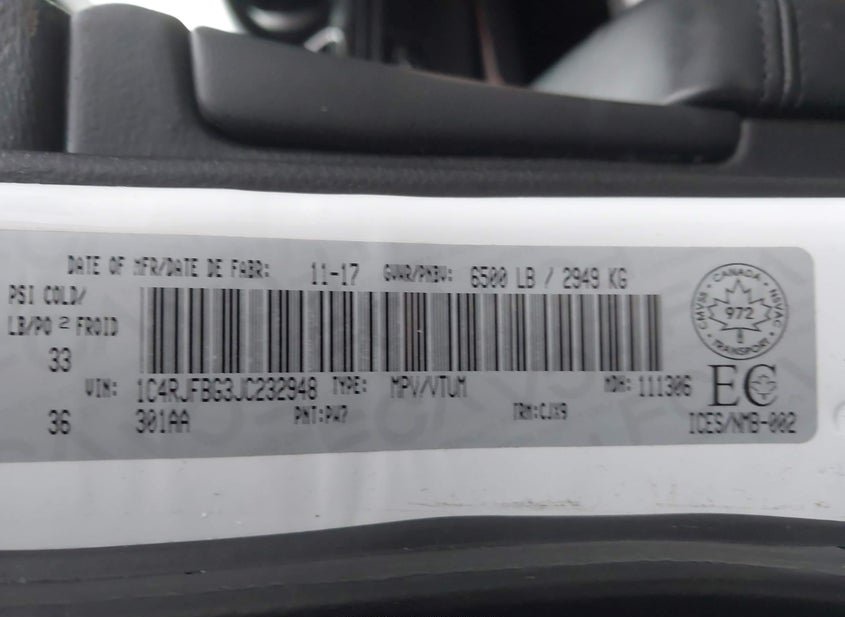 DATE OF MFR/DATE DE FABR: 11-17 GVWR/PNBV: 6500 LB / 2949 KG
PSI COLD/
LB/PO 2 FROID
33
VIN: 1C4RJFBG3JC232948 TYPE: MPV/VTUM MDH: 111306
36 301AA PNT:PW7 TRM:CJX9
CANADA
CMVSS NSVAC
972
TRANSPORT
EC
ICES/NMB-002